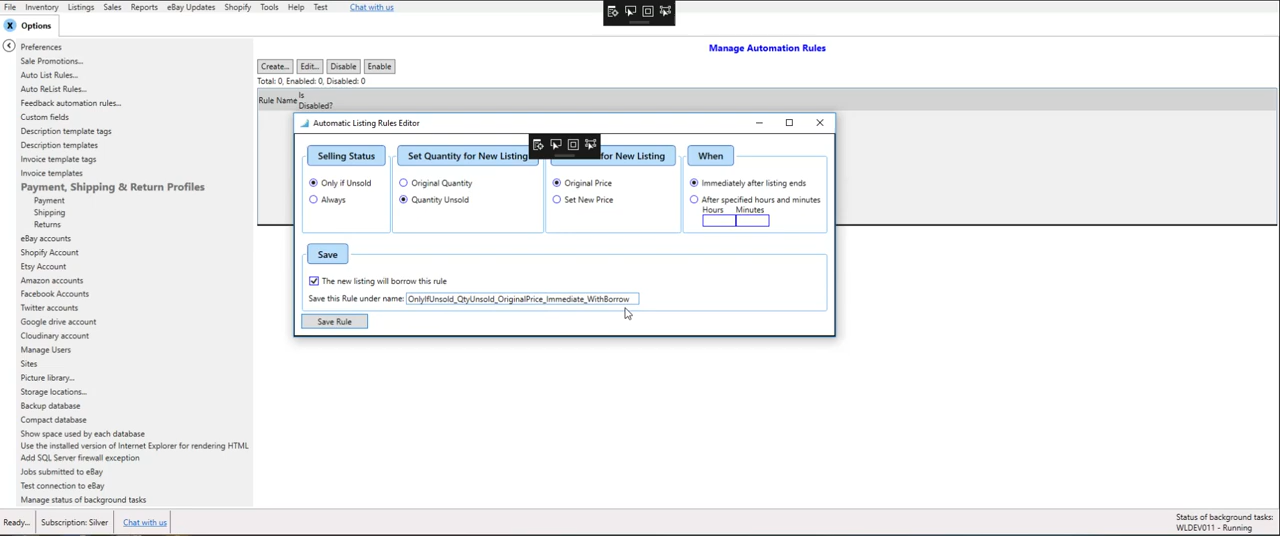 File Inventory Listings Sales Reports eBay Updates Shopify Tools Help Test Chat with us
X Options
Preferences
Sale Promotions...
Auto List Rules...
Auto ReList Rules...
Feedback automation rules...
Custom fields
Description template tags
Description templates
Invoice template tags
Invoice templates
Payment, Shipping & Return Profiles
Payment
Shipping
Returns
eBay accounts
Shopify Account
Etsy Account
Amazon accounts
Facebook Accounts
Twitter accounts
Google drive account
Cloudinary account
Manage Users
Sites
Picture library...
Storage locations...
Backup database
Compact database
Show space used by each database
Use the installed version of Internet Explorer for rendering HTML
Add SQL Server firewall exception
Jobs submitted to eBay
Test connection to eBay
Manage status of background tasks
Manage Automation Rules
Create... Edit... Disable Enable
Total: 0, Enabled: 0, Disabled: 0
Rule Name Is
Disabled?
Automatic Listing Rules Editor
Selling Status
Only if Unsold
Always
Set Quantity for New Listing
Original Quantity
Quantity Unsold
for New Listing
Original Price
Set New Price
When
Immediately after listing ends
After specified hours and minutes
Hours Minutes
Save
The new listing will borrow this rule
Save this Rule under name: OnlyIfUnsold_QtyUnsold_OriginalPrice_Immediate_WithBorrow
Save Rule
Ready... Subscription: Silver Chat with us
Status of background tasks:
WLDEV011 - Running